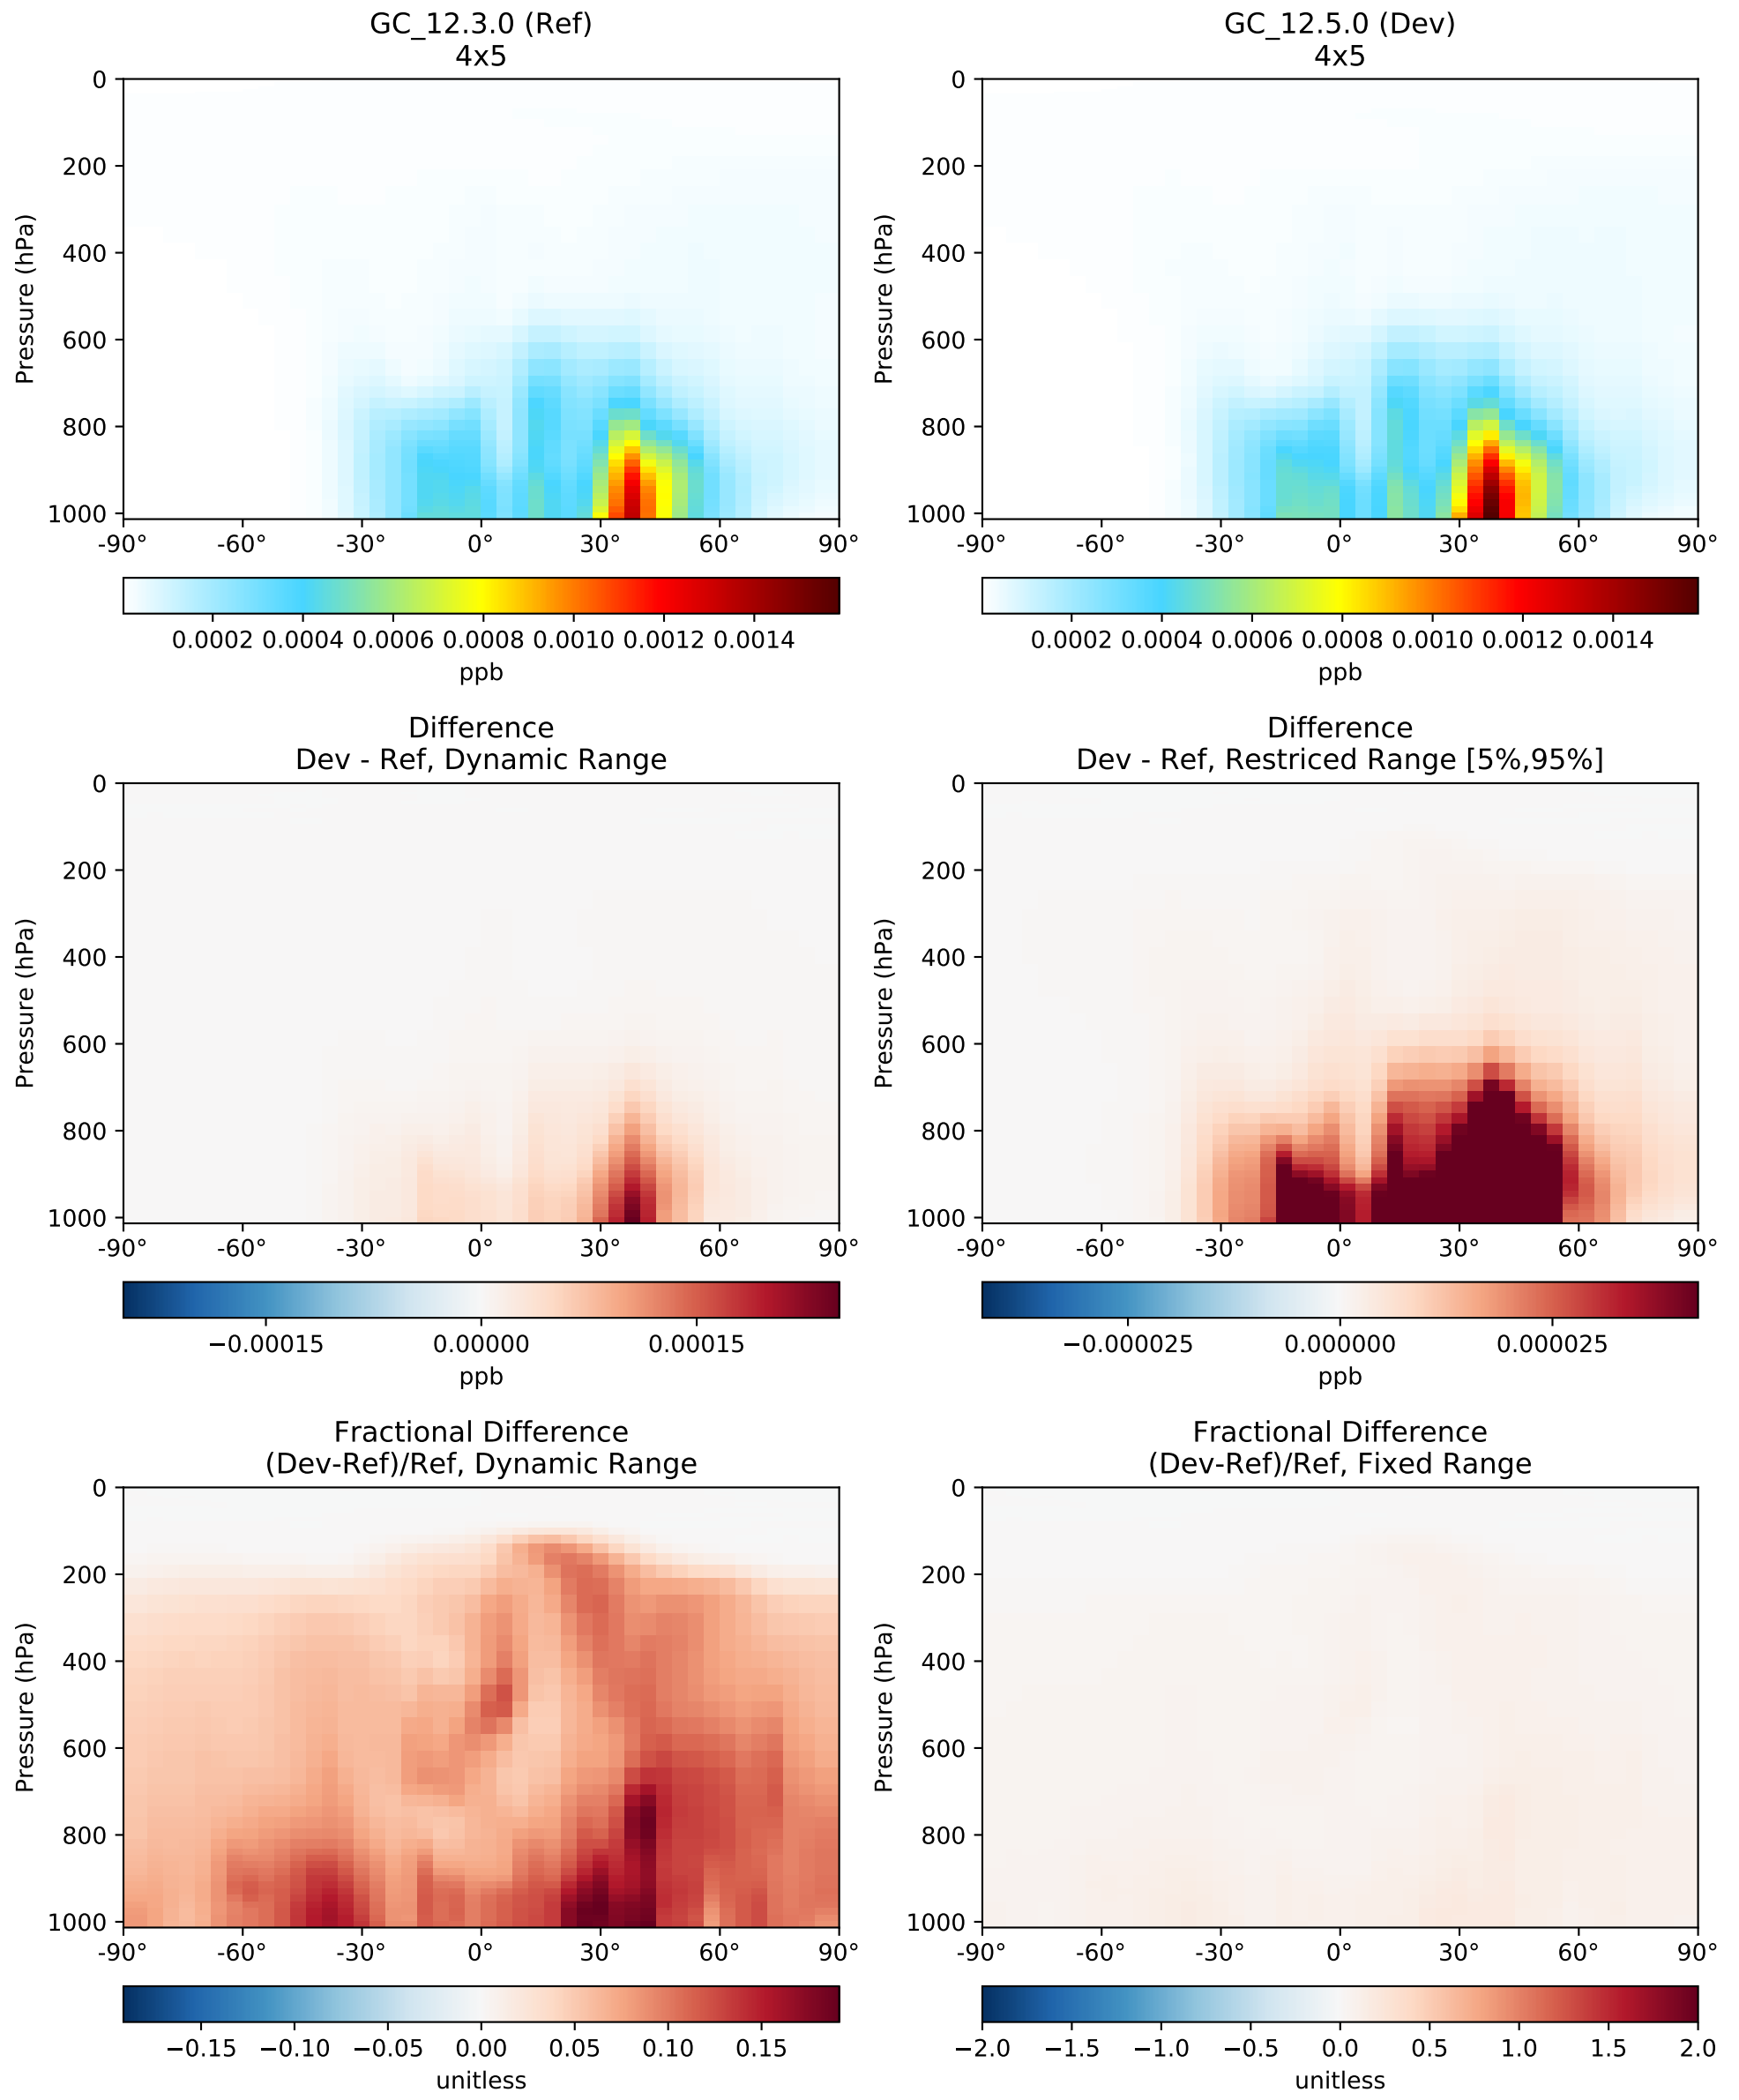 GC_12.3.0 (Ref)
4x5
0
200
400
600
800
1000
Pressure (hPa)
-90° -60° -30° 0° 30° 60° 90°
0.0002 0.0004 0.0006 0.0008 0.0010 0.0012 0.0014
ppb
GC_12.5.0 (Dev)
4x5
0
200
400
600
800
1000
Pressure (hPa)
-90° -60° -30° 0° 30° 60° 90°
0.0002 0.0004 0.0006 0.0008 0.0010 0.0012 0.0014
ppb
Difference
Dev - Ref, Dynamic Range
0
200
400
600
800
1000
Pressure (hPa)
-90° -60° -30° 0° 30° 60° 90°
−0.00015 0.00000 0.00015
ppb
Difference
Dev - Ref, Restriced Range [5%,95%]
0
200
400
600
800
1000
Pressure (hPa)
-90° -60° -30° 0° 30° 60° 90°
−0.000025 0.000000 0.000025
ppb
Fractional Difference
(Dev-Ref)/Ref, Dynamic Range
0
200
400
600
800
1000
Pressure (hPa)
-90° -60° -30° 0° 30° 60° 90°
−0.15 −0.10 −0.05 0.00 0.05 0.10 0.15
unitless
Fractional Difference
(Dev-Ref)/Ref, Fixed Range
0
200
400
600
800
1000
Pressure (hPa)
-90° -60° -30° 0° 30° 60° 90°
−2.0 −1.5 −1.0 −0.5 0.0 0.5 1.0 1.5 2.0
unitless